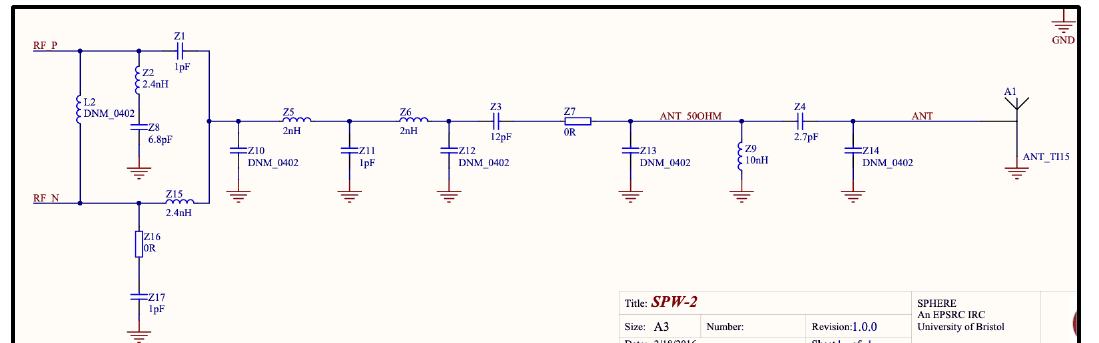 GND
RF_P
Z1
1pF
Z2
2.4nH
L2
DNM_0402
Z8
6.8pF
RF_N
Z15
2.4nH
Z16
0R
Z17
1pF
Z10
DNM_0402
Z5
2nH
Z11
1pF
Z6
2nH
Z12
DNM_0402
Z3
12pF
Z7
0R
Z13
DNM_0402
ANT_50OHM
Z9
10nH
Z4
2.7pF
Z14
DNM_0402
ANT
A1
ANT_TI15
Title: SPW-2
Size: A3 Number: Revision:1.0.0
SPHERE
An EPSRC IRC
University of Bristol